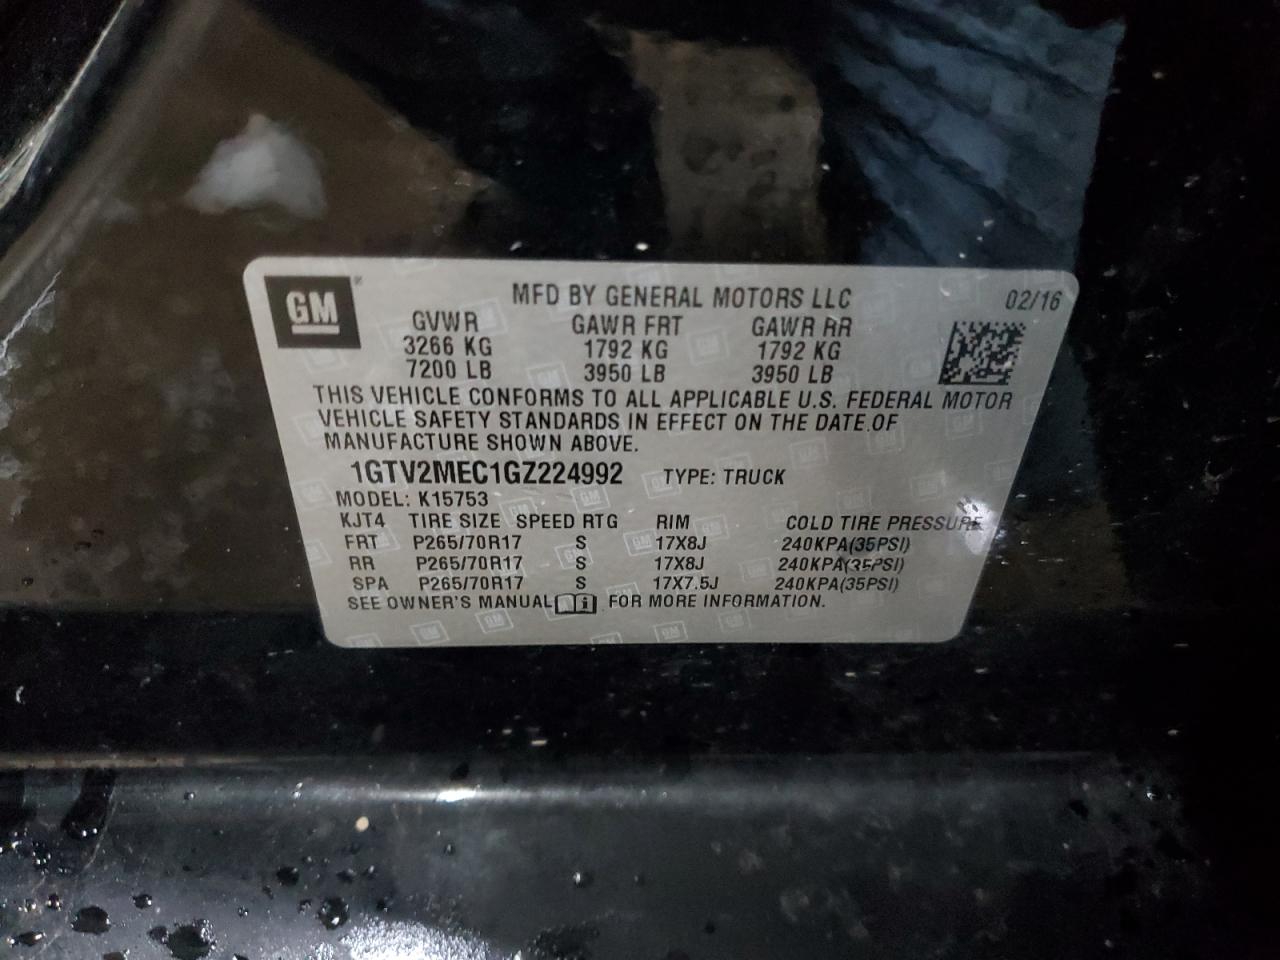 GM
MFD BY GENERAL MOTORS LLC 02/16
GVWR GAWR FRT GAWR RR
3266 KG 1792 KG 1792 KG
7200 LB 3950 LB 3950 LB
THIS VEHICLE CONFORMS TO ALL APPLICABLE U.S. FEDERAL MOTOR
VEHICLE SAFETY STANDARDS IN EFFECT ON THE DATE OF
MANUFACTURE SHOWN ABOVE.
1GTV2MEC1GZ224992 TYPE: TRUCK
MODEL: K15753
KJT4 TIRE SIZE SPEED RTG RIM COLD TIRE PRESSURE
FRT P265/70R17 S 17X8J 240KPA(35PSI)
RR P265/70R17 S 17X8J 240KPA(35PSI)
SPA P265/70R17 S 17X7.5J 240KPA(35PSI)
SEE OWNER'S MANUAL FOR MORE INFORMATION.